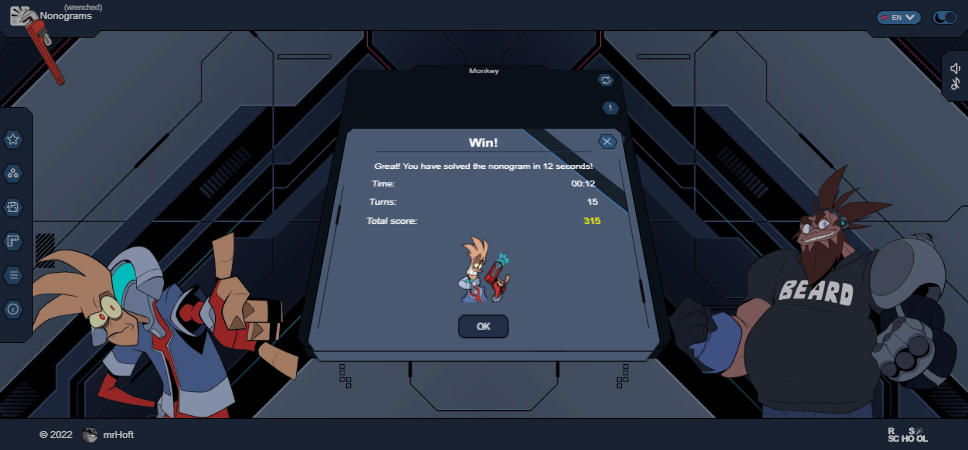 (wrenched)
Nonograms
EN
Monkey
Win!
Great! You have solved the nonogram in 12 seconds!
Time: 00:12
Turns: 15
Total score: 315
OK
BEARD
© 2022 mrHoft
RS
SCHOOL